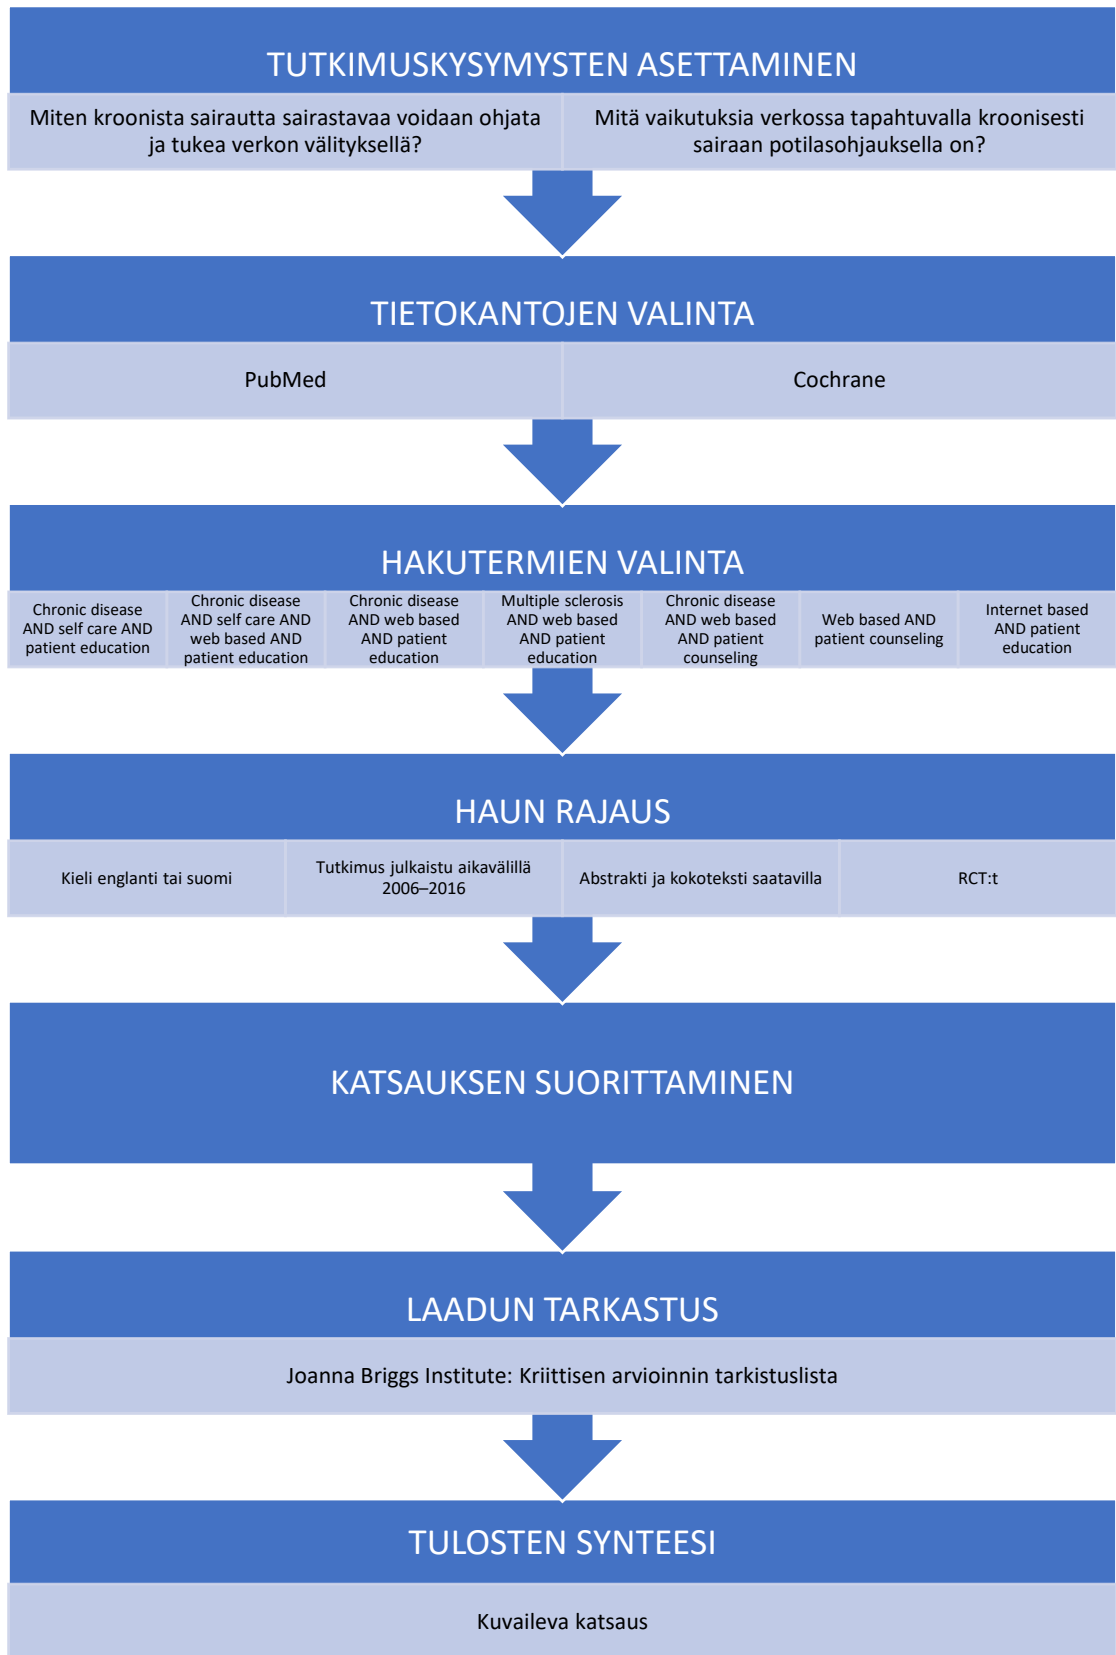 TUTKIMUSKYSYMYSTEN ASETTAMINEN
Miten kroonista sairautta sairastavaa voidaan ohjata
ja tukea verkon välityksellä?
Mitä vaikutuksia verkossa tapahtuvalla kroonisesti
sairaan potilasohjauksella on?
TIETOKANTOJEN VALINTA
PubMed
Cochrane
HAKUTERMIEN VALINTA
Chronic disease
AND self care AND
patient education
Chronic disease
AND self care AND
web based AND
patient education
Chronic disease
AND web based
AND patient
education
Multiple sclerosis
AND web based
AND patient
education
Chronic disease
AND web based
AND patient
counseling
Web based AND
patient counseling
Internet based
AND patient
education
HAUN RAJAUS
Kieli englanti tai suomi
Tutkimus julkaistu aikavälillä
2006–2016
Abstrakti ja kokoteksti saatavilla
RCT:t
KATSAUKSEN SUORITTAMINEN
LAADUN TARKASTUS
Joanna Briggs Institute: Kriittisen arvioinnin tarkistuslista
TULOSTEN SYNTEESI
Kuvaileva katsaus